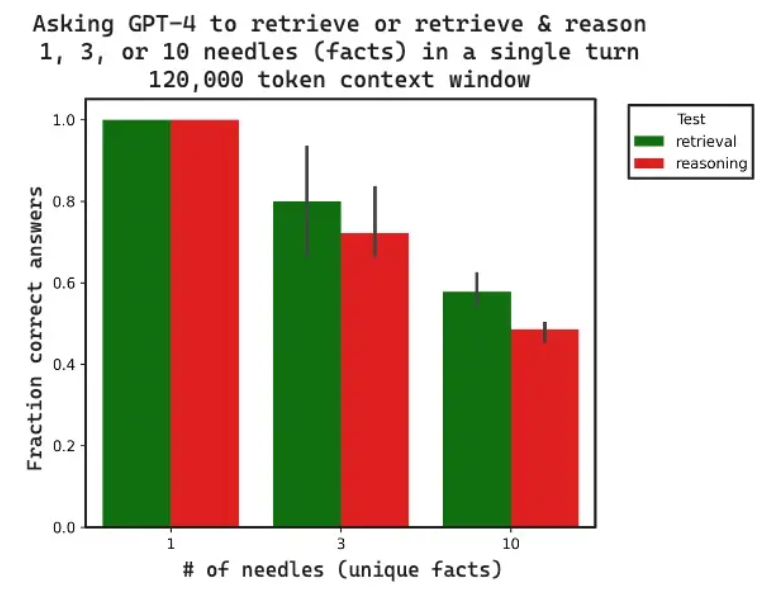 Asking GPT-4 to retrieve or retrieve & reason
1, 3, or 10 needles (facts) in a single turn
120,000 token context window
Test
retrieval
reasoning
Fraction correct answers
1.0
0.8
0.6
0.4
0.2
0.0
1
3
10
# of needles (unique facts)